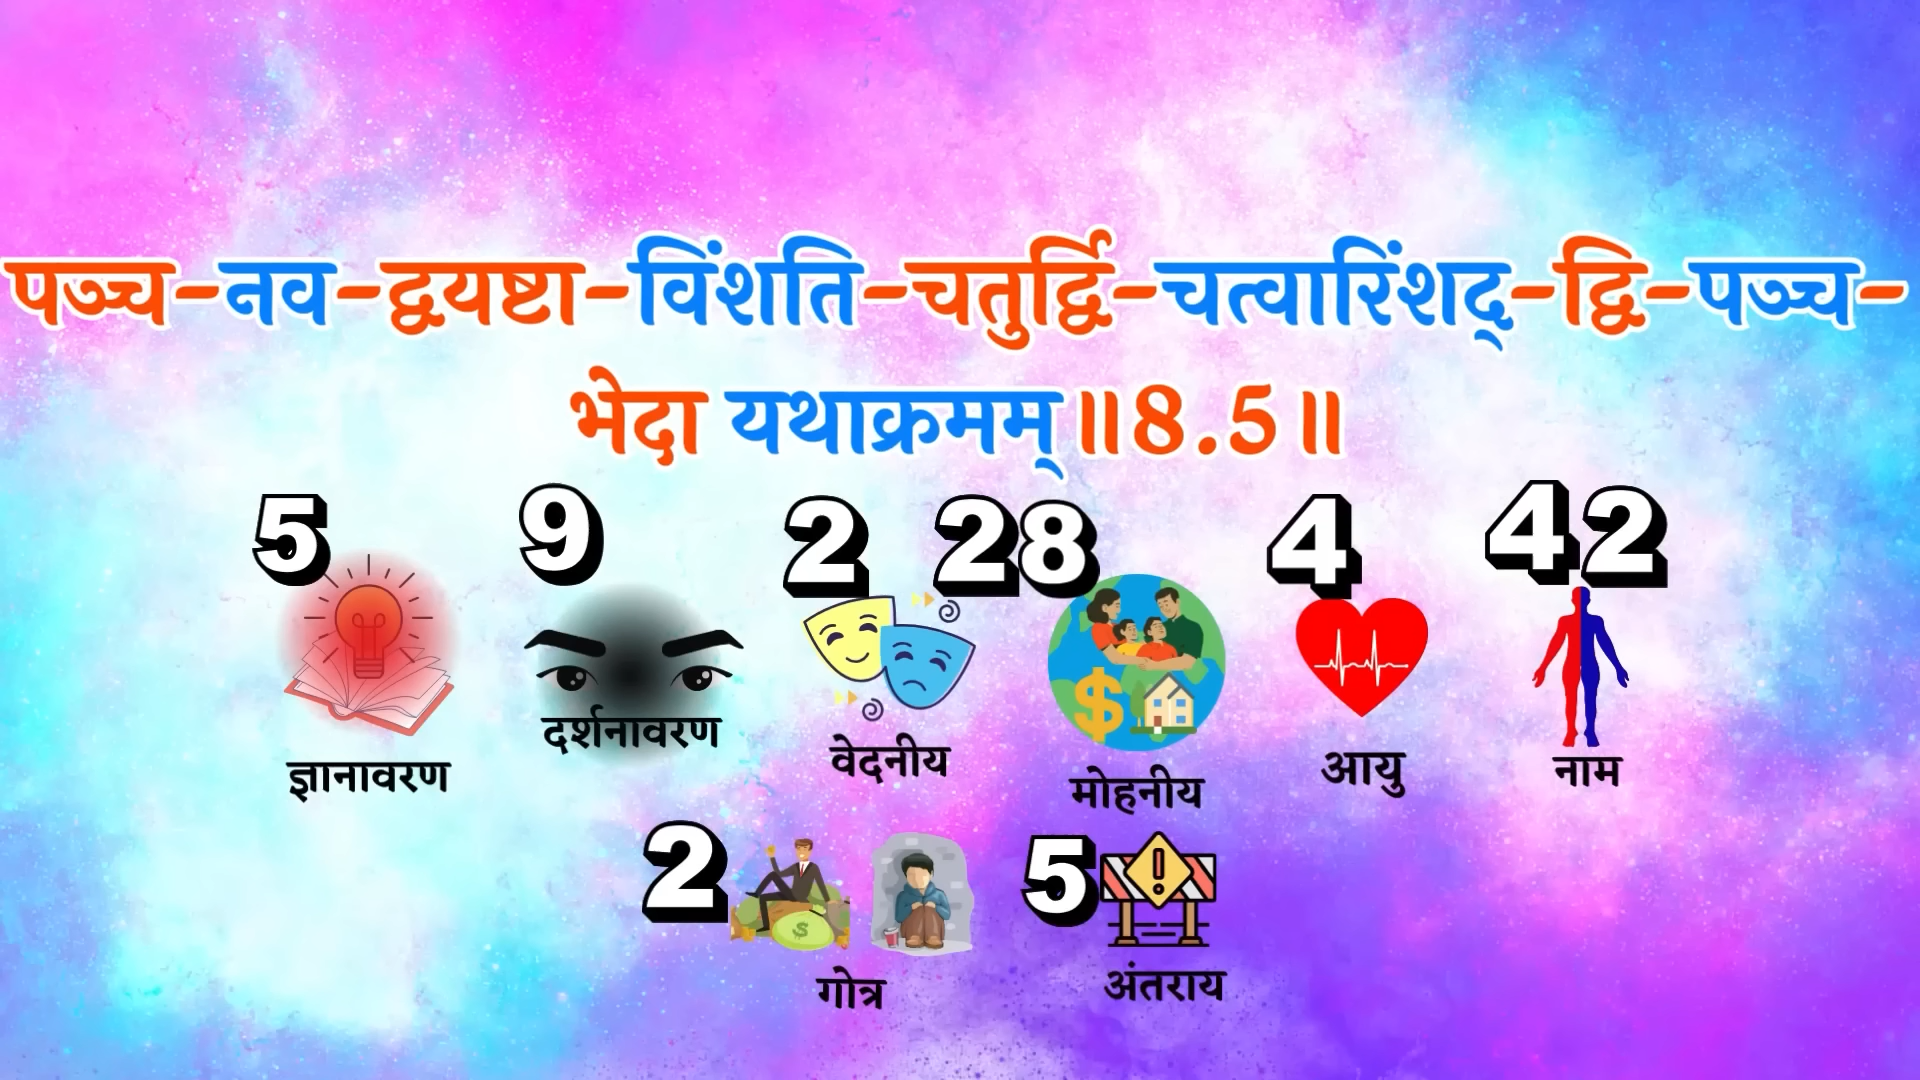 पञ्च-नव-द्वयष्टा-विंशति-चतुर्द्वि-चत्वारिंशद्-द्वि-पञ्च-
भेदा यथाक्रमम्॥8.5॥
5 9 2 28 4 42
ज्ञानावरण दर्शनावरण वेदनीय मोहनीय आयु नाम
2 5
गोत्र अंतराय